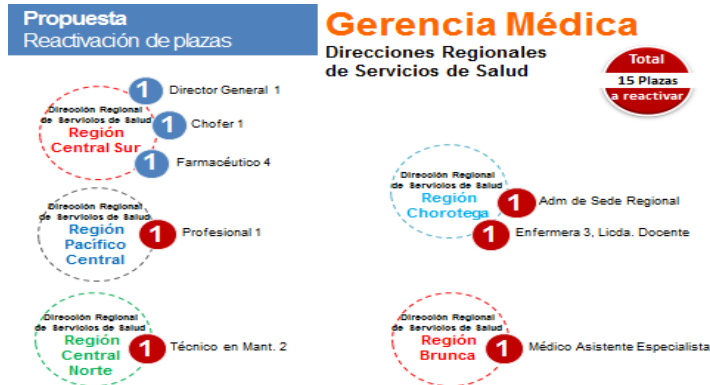 Propuesta
Reactivación de plazas
Gerencia Médica
Direcciones Regionales
de Servicios de Salud
Total
15 Plazas
a reactivar
Dirección Regional
de Servicios de Salud
Región
Central Sur
1 Director General 1
1 Chofer 1
1 Farmacéutico 4
Dirección Regional
de Servicios de Salud
Región
Pacífico
Central
1 Profesional 1
Dirección Regional
de Servicios de Salud
Región
Central
Norte
1 Técnico en Mant. 2
Dirección Regional
de Servicios de Salud
Región
Chorotega
1 Adm de Sede Regional
1 Enfermera 3, Licda. Docente
Dirección Regional
de Servicios de Salud
Región
Brunca
1 Médico Asistente Especialista